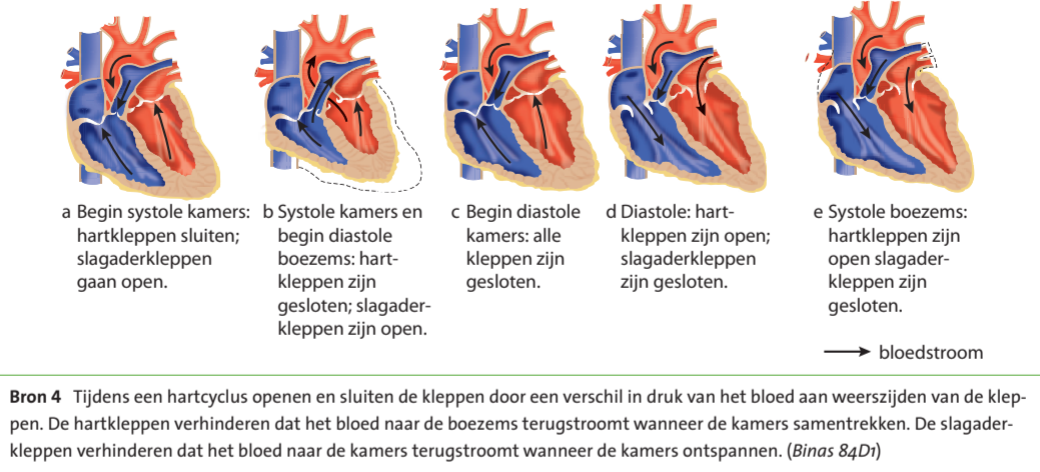 a Begin systole kamers:
hartkleppen sluiten;
slagaderkleppen
gaan open.
b Systole kamers en
begin diastole
boezems: hart-
kleppen zijn
gesloten; slagader-
kleppen zijn open.
c Begin diastole
kamers: alle
kleppen zijn
gesloten.
d Diastole: hart-
kleppen zijn open;
slagaderkleppen
zijn gesloten.
e Systole boezems:
hartkleppen zijn
open slagader-
kleppen zijn
gesloten.
bloedstroom
Bron 4 Tijdens een hartcyclus openen en sluiten de kleppen door een verschil in druk van het bloed aan weerszijden van de klep-
pen. De hartkleppen verhinderen dat het bloed naar de boezems terugstroomt wanneer de kamers samentrekken. De slagader-
kleppen verhinderen dat het bloed naar de kamers terugstroomt wanneer de kamers ontspannen. (Binas 84D1)